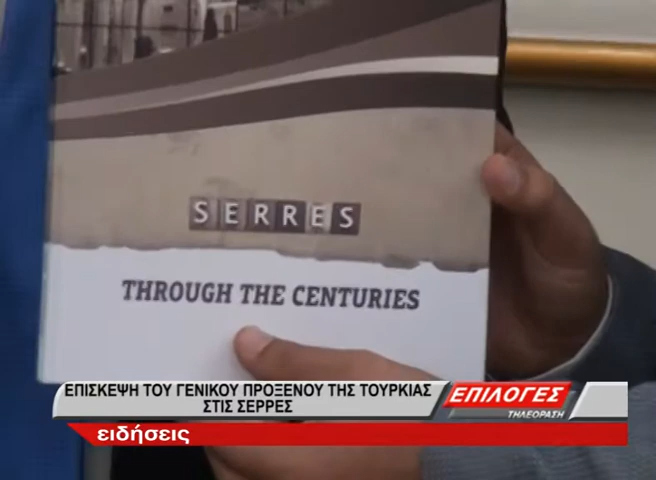 SERRES
THROUGH THE CENTURIES
ΕΠΙΣΚΕΨΗ ΤΟΥ ΓΕΝΙΚΟΥ ΠΡΟΞΕΝΟΥ ΤΗΣ ΤΟΥΡΚΙΑΣ
ΣΤΙΣ ΣΕΡΡΕΣ
ΕΠΙΛΟΓΕΣ
ΤΗΛΕΟΡΑΣΗ
ειδήσεις